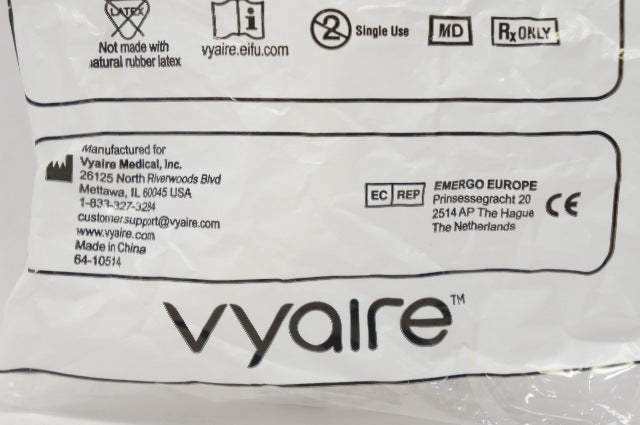 LATEX
Not made with
natural rubber latex
i
vyaire.eifu.com
2
Single Use
MD
Rx ONLY
Manufactured for
Vyaire Medical, Inc.
26125 North Riverwoods Blvd
Mettawa, IL 60045 USA
1-833-327-3284
customersupport@vyaire.com
www.vyaire.com
Made in China
64-10514
EC REP
EMERGO EUROPE
Prinsessegracht 20
2514 AP The Hague
The Netherlands
CE
vyaire™